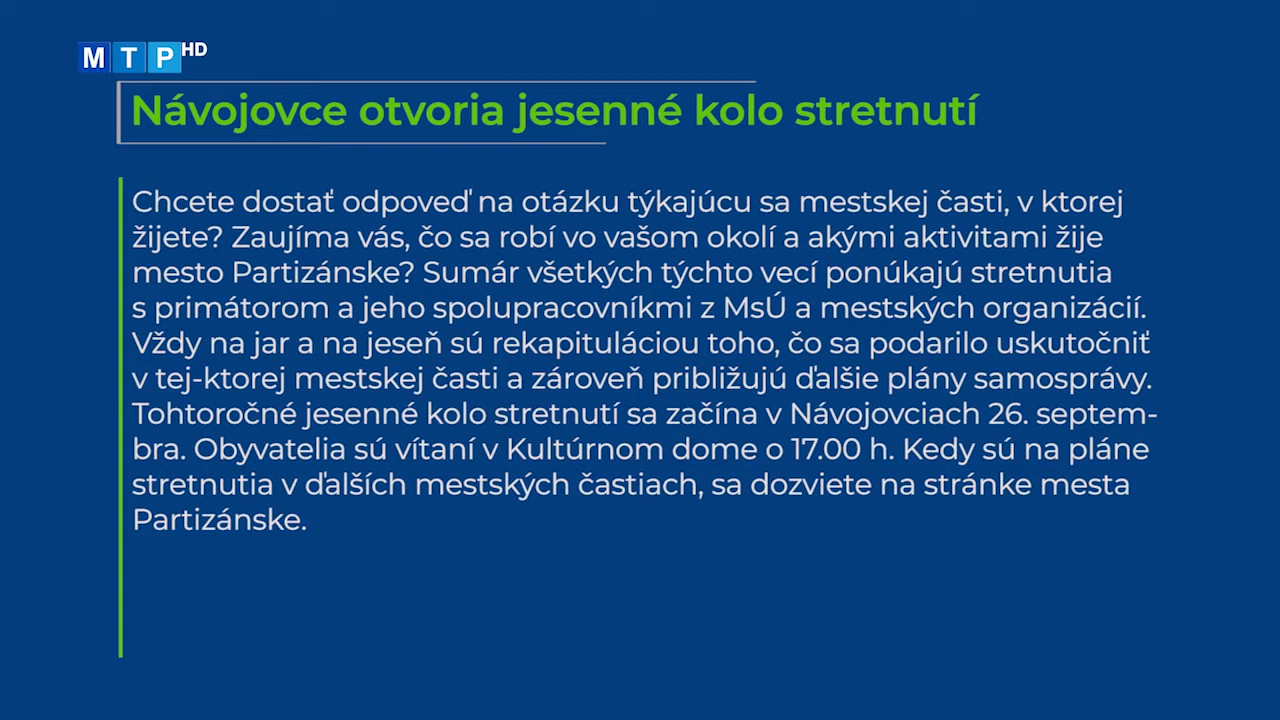 MTP HD
Návojovce otvoria jesenné kolo stretnutí
Chcete dostať odpoveď na otázku týkajúcu sa mestskej časti, v ktorej
žijete? Zaujíma vás, čo sa robí vo vašom okolí a akými aktivitami žije
mesto Partizánske? Sumár všetkých týchto vecí ponúkajú stretnutia
s primátorom a jeho spolupracovníkmi z MsÚ a mestských organizácií.
Vždy na jar a na jeseň sú rekapituláciou toho, čo sa podarilo uskutočniť
v tej-ktorej mestskej časti a zároveň približujú ďalšie plány samosprávy.
Tohtoročné jesenné kolo stretnutí sa začína v Návojovciach 26. septem-
bra. Obyvatelia sú vítaní v Kultúrnom dome o 17.00 h. Kedy sú na pláne
stretnutia v ďalších mestských častiach, sa dozviete na stránke mesta
Partizánske.